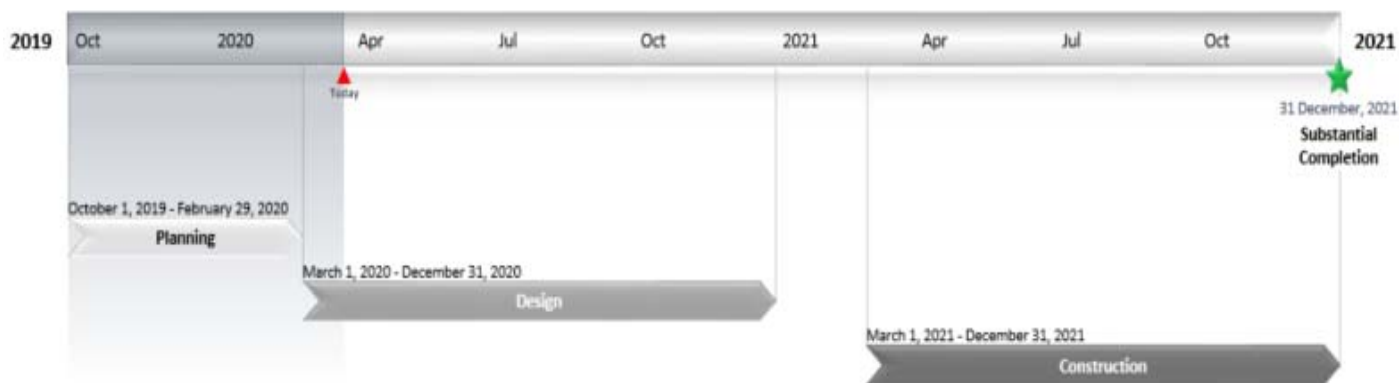 2019 Oct 2020 Apr Jul Oct 2021 Apr Jul Oct 2021
Today
31 December, 2021
Substantial
Completion
October 1, 2019 - February 29, 2020
Planning
March 1, 2020 - December 31, 2020
Design
March 1, 2021 - December 31, 2021
Construction